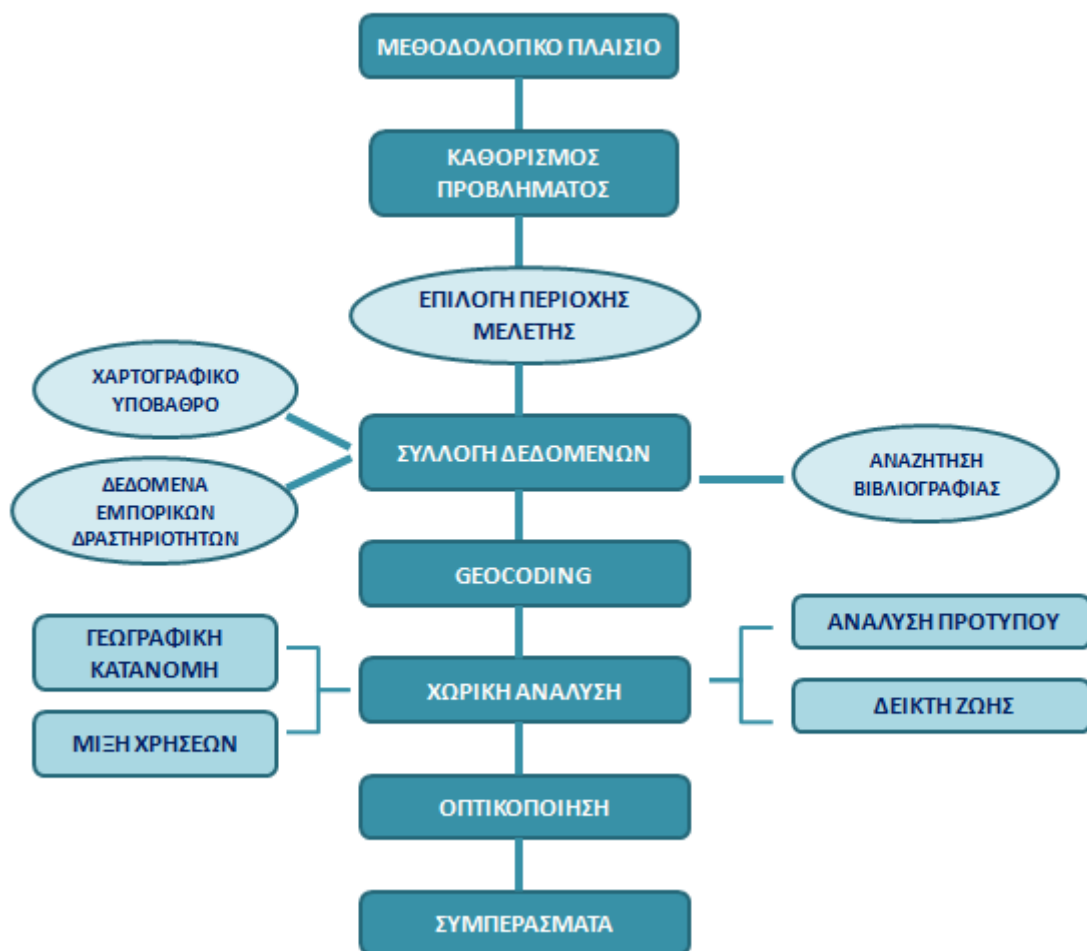 ΜΕΘΟΔΟΛΟΓΙΚΟ ΠΛΑΙΣΙΟ
ΚΑΘΟΡΙΣΜΟΣ
ΠΡΟΒΛΗΜΑΤΟΣ
ΕΠΙΛΟΓΗ ΠΕΡΙΟΧΗΣ
ΜΕΛΕΤΗΣ
ΧΑΡΤΟΓΡΑΦΙΚΟ
ΥΠΟΒΑΘΡΟ
ΣΥΛΛΟΓΗ ΔΕΔΟΜΕΝΩΝ
ΑΝΑΖΗΤΗΣΗ
ΒΙΒΛΙΟΓΡΑΦΙΑΣ
ΔΕΔΟΜΕΝΑ
ΕΜΠΟΡΙΚΩΝ
ΔΡΑΣΤΗΡΙΟΤΗΤΩΝ
GEOCODING
ΓΕΩΓΡΑΦΙΚΗ
ΚΑΤΑΝΟΜΗ
ΜΙΞΗ ΧΡΗΣΕΩΝ
ΧΩΡΙΚΗ ΑΝΑΛΥΣΗ
ΑΝΑΛΥΣΗ ΠΡΟΤΥΠΟΥ
ΔΕΙΚΤΗ ΖΩΗΣ
ΟΠΤΙΚΟΠΟΙΗΣΗ
ΣΥΜΠΕΡΑΣΜΑΤΑ